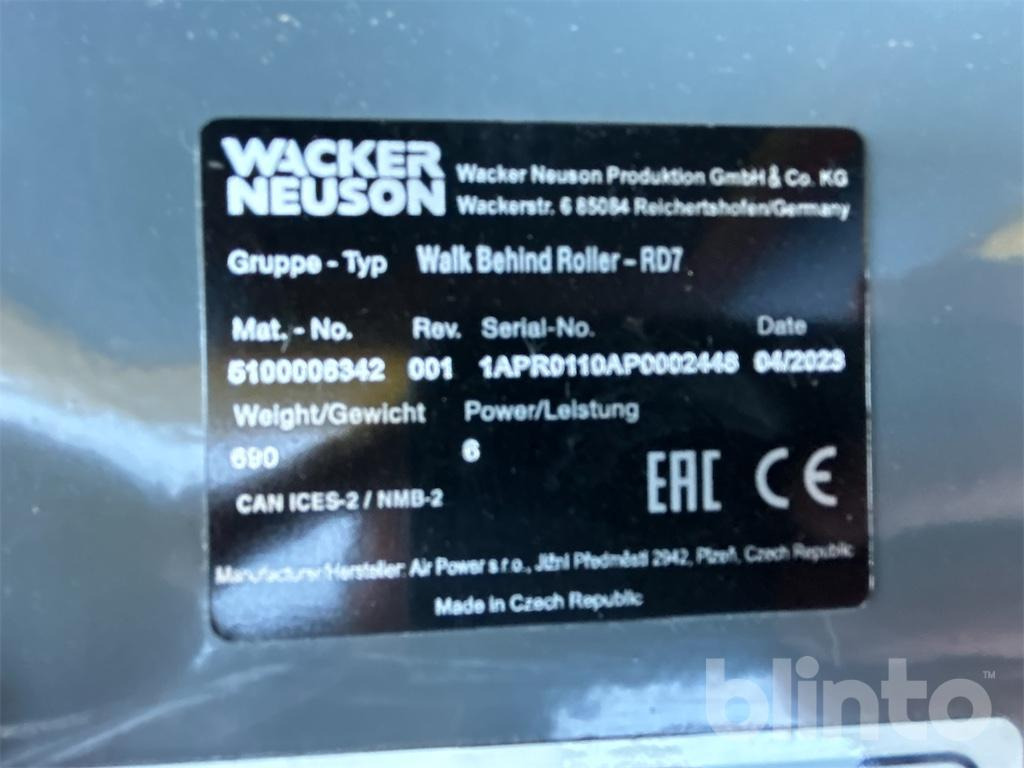 WACKER
NEUSON
Wacker Neuson Produktion GmbH & Co. KG
Wackerstr. 6 85084 Reichertshofen/Germany
Gruppe - Typ Walk Behind Roller - RD7
Mat. - No. Rev. Serial-No. Date
5100008342 001 1APR0110AP0002448 04/2023
Weight/Gewicht Power/Leistung
690 6
CAN ICES-2 / NMB-2
EAC CE
Manufacturer/Hersteller: Air Power s.r.o., Jižní Předměstí 2942, Plzeň, Czech Republic
Made in Czech Republic
blinto™